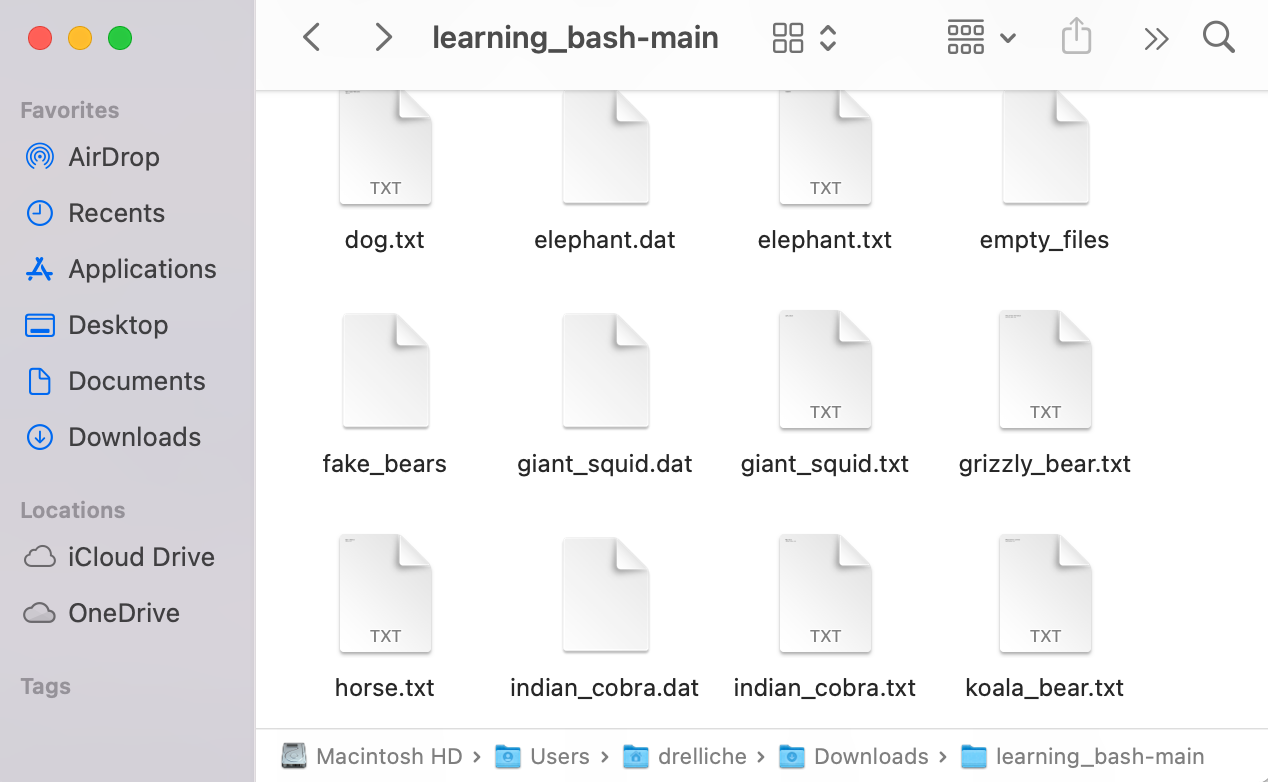 learning_bash-main
Favorites
AirDrop
Recents
Applications
Desktop
Documents
Downloads
Locations
iCloud Drive
OneDrive
Tags
TXT TXT
dog.txt elephant.dat elephant.txt empty_files
TXT TXT
fake_bears giant_squid.dat giant_squid.txt grizzly_bear.txt
TXT TXT TXT
horse.txt indian_cobra.dat indian_cobra.txt koala_bear.txt
Macintosh HD › Users › drelliche › Downloads › learning_bash-main